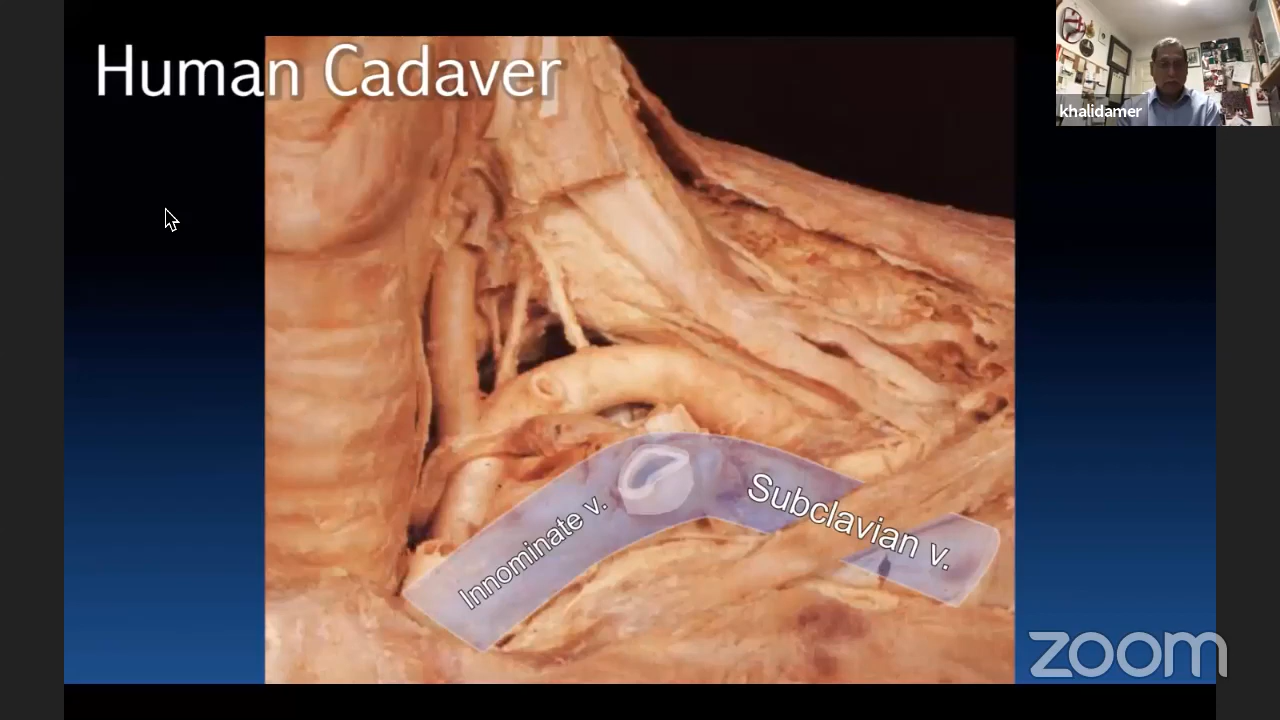 Human Cadaver
khalidamer
Innominate v.
Subclavian v.
zoom